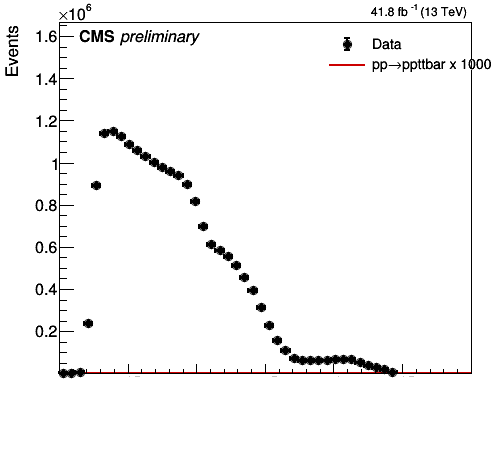 ×10⁶
41.8 fb⁻¹ (13 TeV)
CMS preliminary
Events
Data
pp→ppttbar x 1000
1.6
1.4
1.2
1
0.8
0.6
0.4
0.2